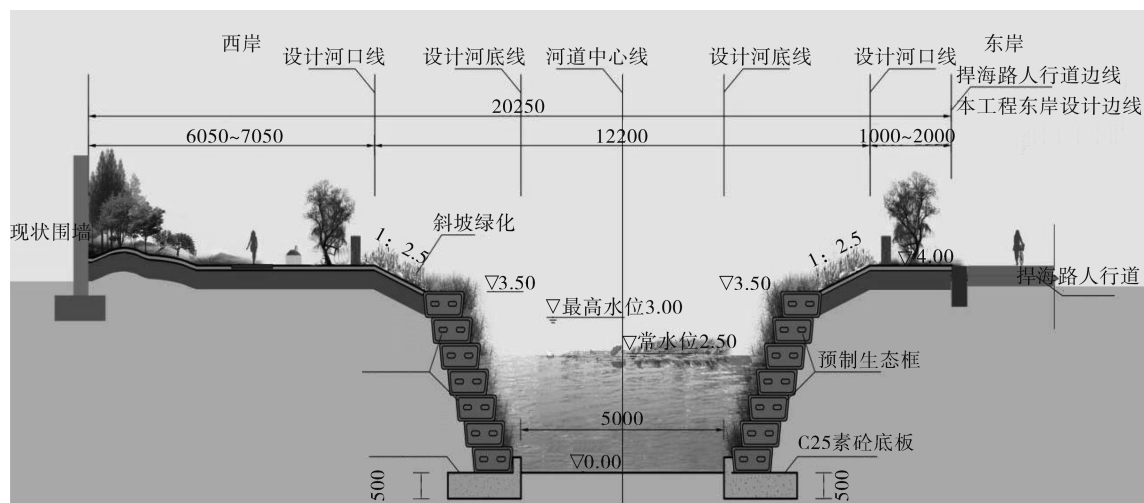 西岸
东岸
设计河口线
设计河底线
河道中心线
设计河底线
设计河口线
捍海路人行道边线
本工程东岸设计边线
20250
6050~7050
12200
1000~2000
现状围墙
斜坡绿化
1：2.5
1：2.5
▽3.50
▽3.50
▽4.00
捍海路人行道
▽最高水位3.00
▽常水位2.50
预制生态框
5000
C25素砼底板
▽0.00
500
500